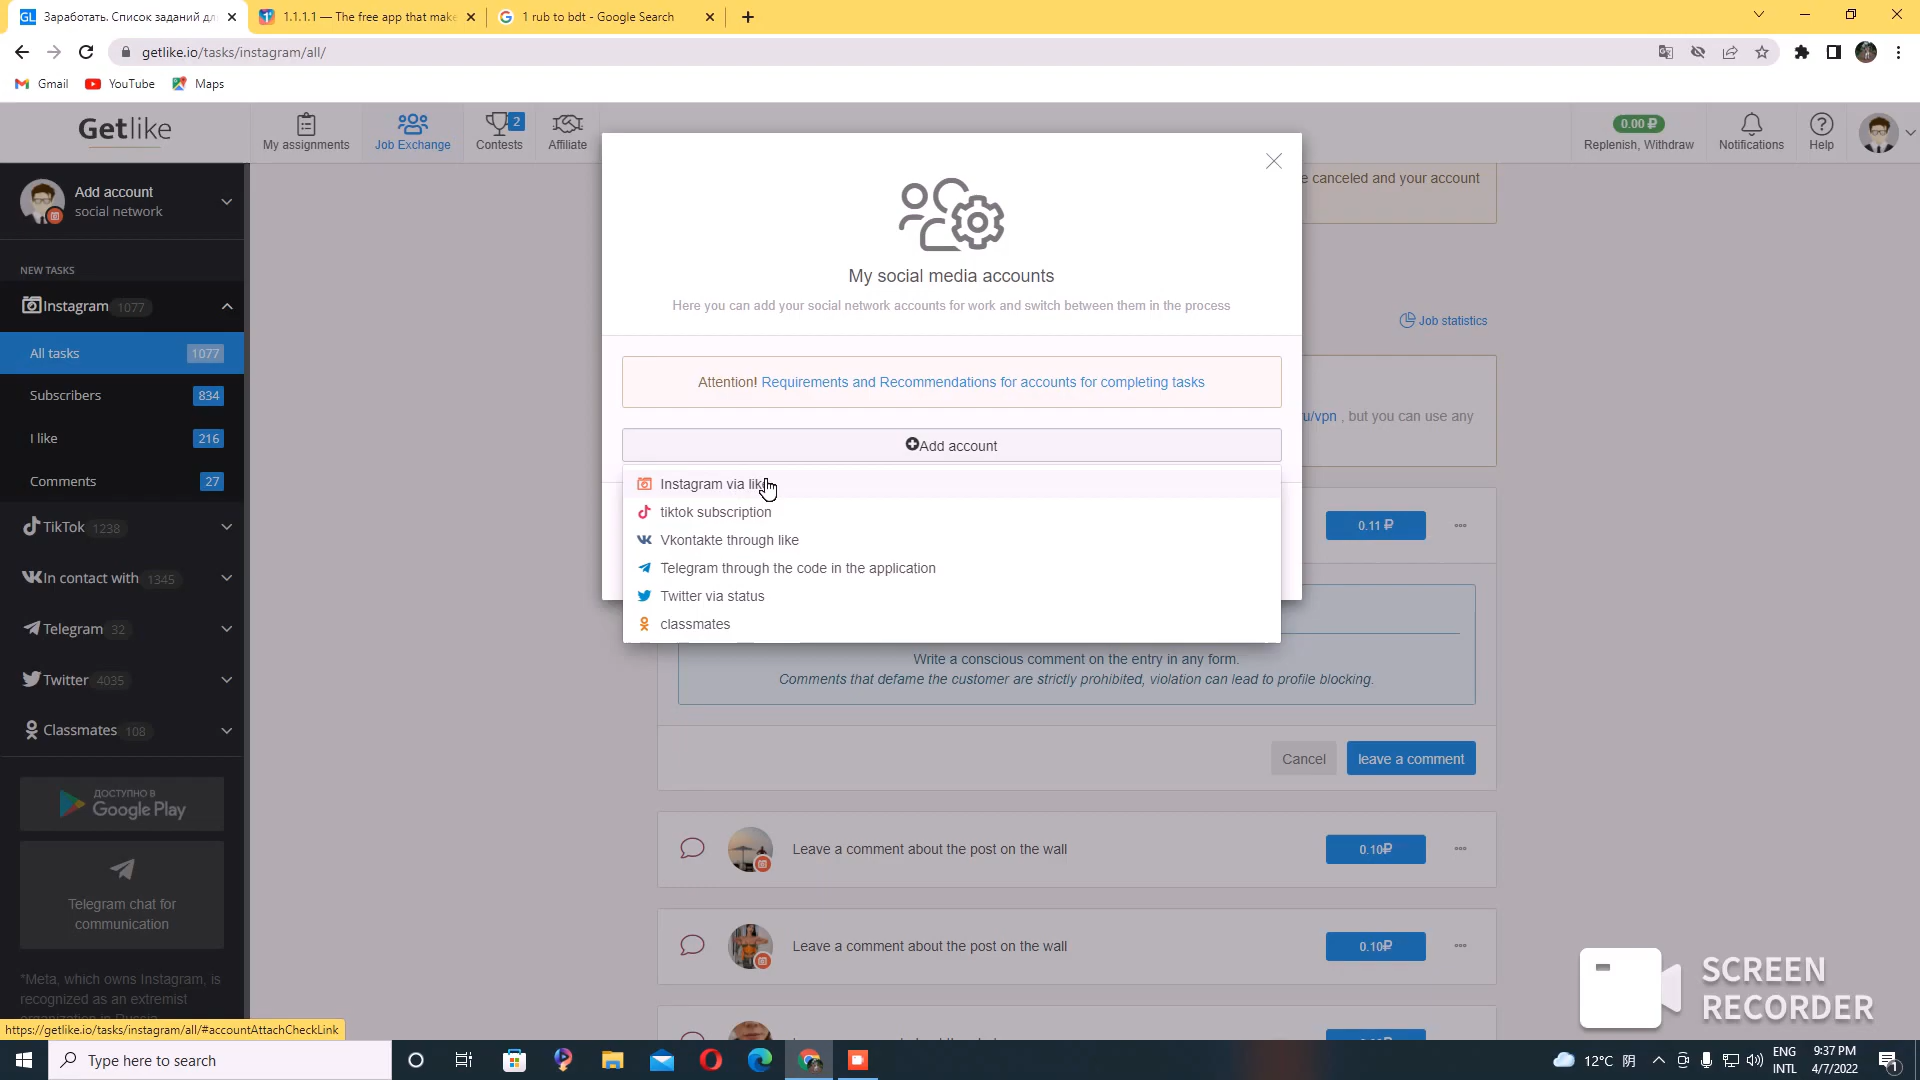 Заработать. Список заданий дл
1.1.1.1 — The free app that make
1 rub to bdt - Google Search
getlike.io/tasks/instagram/all/
Gmail
YouTube
Maps
Getlike
My assignments
Job Exchange
Contests
2
Affiliate
0.00 ₽
Replenish, Withdraw
Notifications
Help
Add account
social network
NEW TASKS
Instagram 1077
All tasks 1077
Subscribers 834
I like 216
Comments 27
TikTok 1238
In contact with 1345
Telegram 32
Twitter 4035
Classmates 108
ДОСТУПНО В
Google Play
Telegram chat for
communication
*Meta, which owns Instagram, is
recognized as an extremist
organization in Russia
https://getlike.io/tasks/instagram/all/#accountAttachCheckLink
My social media accounts
Here you can add your social network accounts for work and switch between them in the process
Attention! Requirements and Recommendations for accounts for completing tasks
Add account
Instagram via like
tiktok subscription
Vkontakte through like
Telegram through the code in the application
Twitter via status
classmates
e canceled and your account
Job statistics
u/vpn , but you can use any
0.11 ₽
Write a conscious comment on the entry in any form.
Comments that defame the customer are strictly prohibited, violation can lead to profile blocking.
Cancel
leave a comment
Leave a comment about the post on the wall
0.10₽
Leave a comment about the post on the wall
0.10₽
SCREEN
RECORDER
Type here to search
12°C 阴
ENG
INTL
9:37 PM
4/7/2022
1